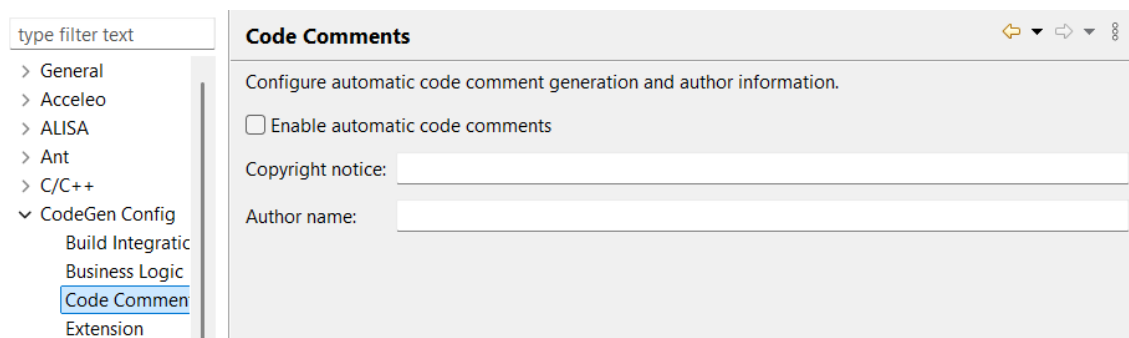 type filter text
General
Acceleo
ALISA
Ant
C/C++
CodeGen Config
Build Integratic
Business Logic
Code Commen
Extension
Code Comments
Configure automatic code comment generation and author information.
Enable automatic code comments
Copyright notice:
Author name: